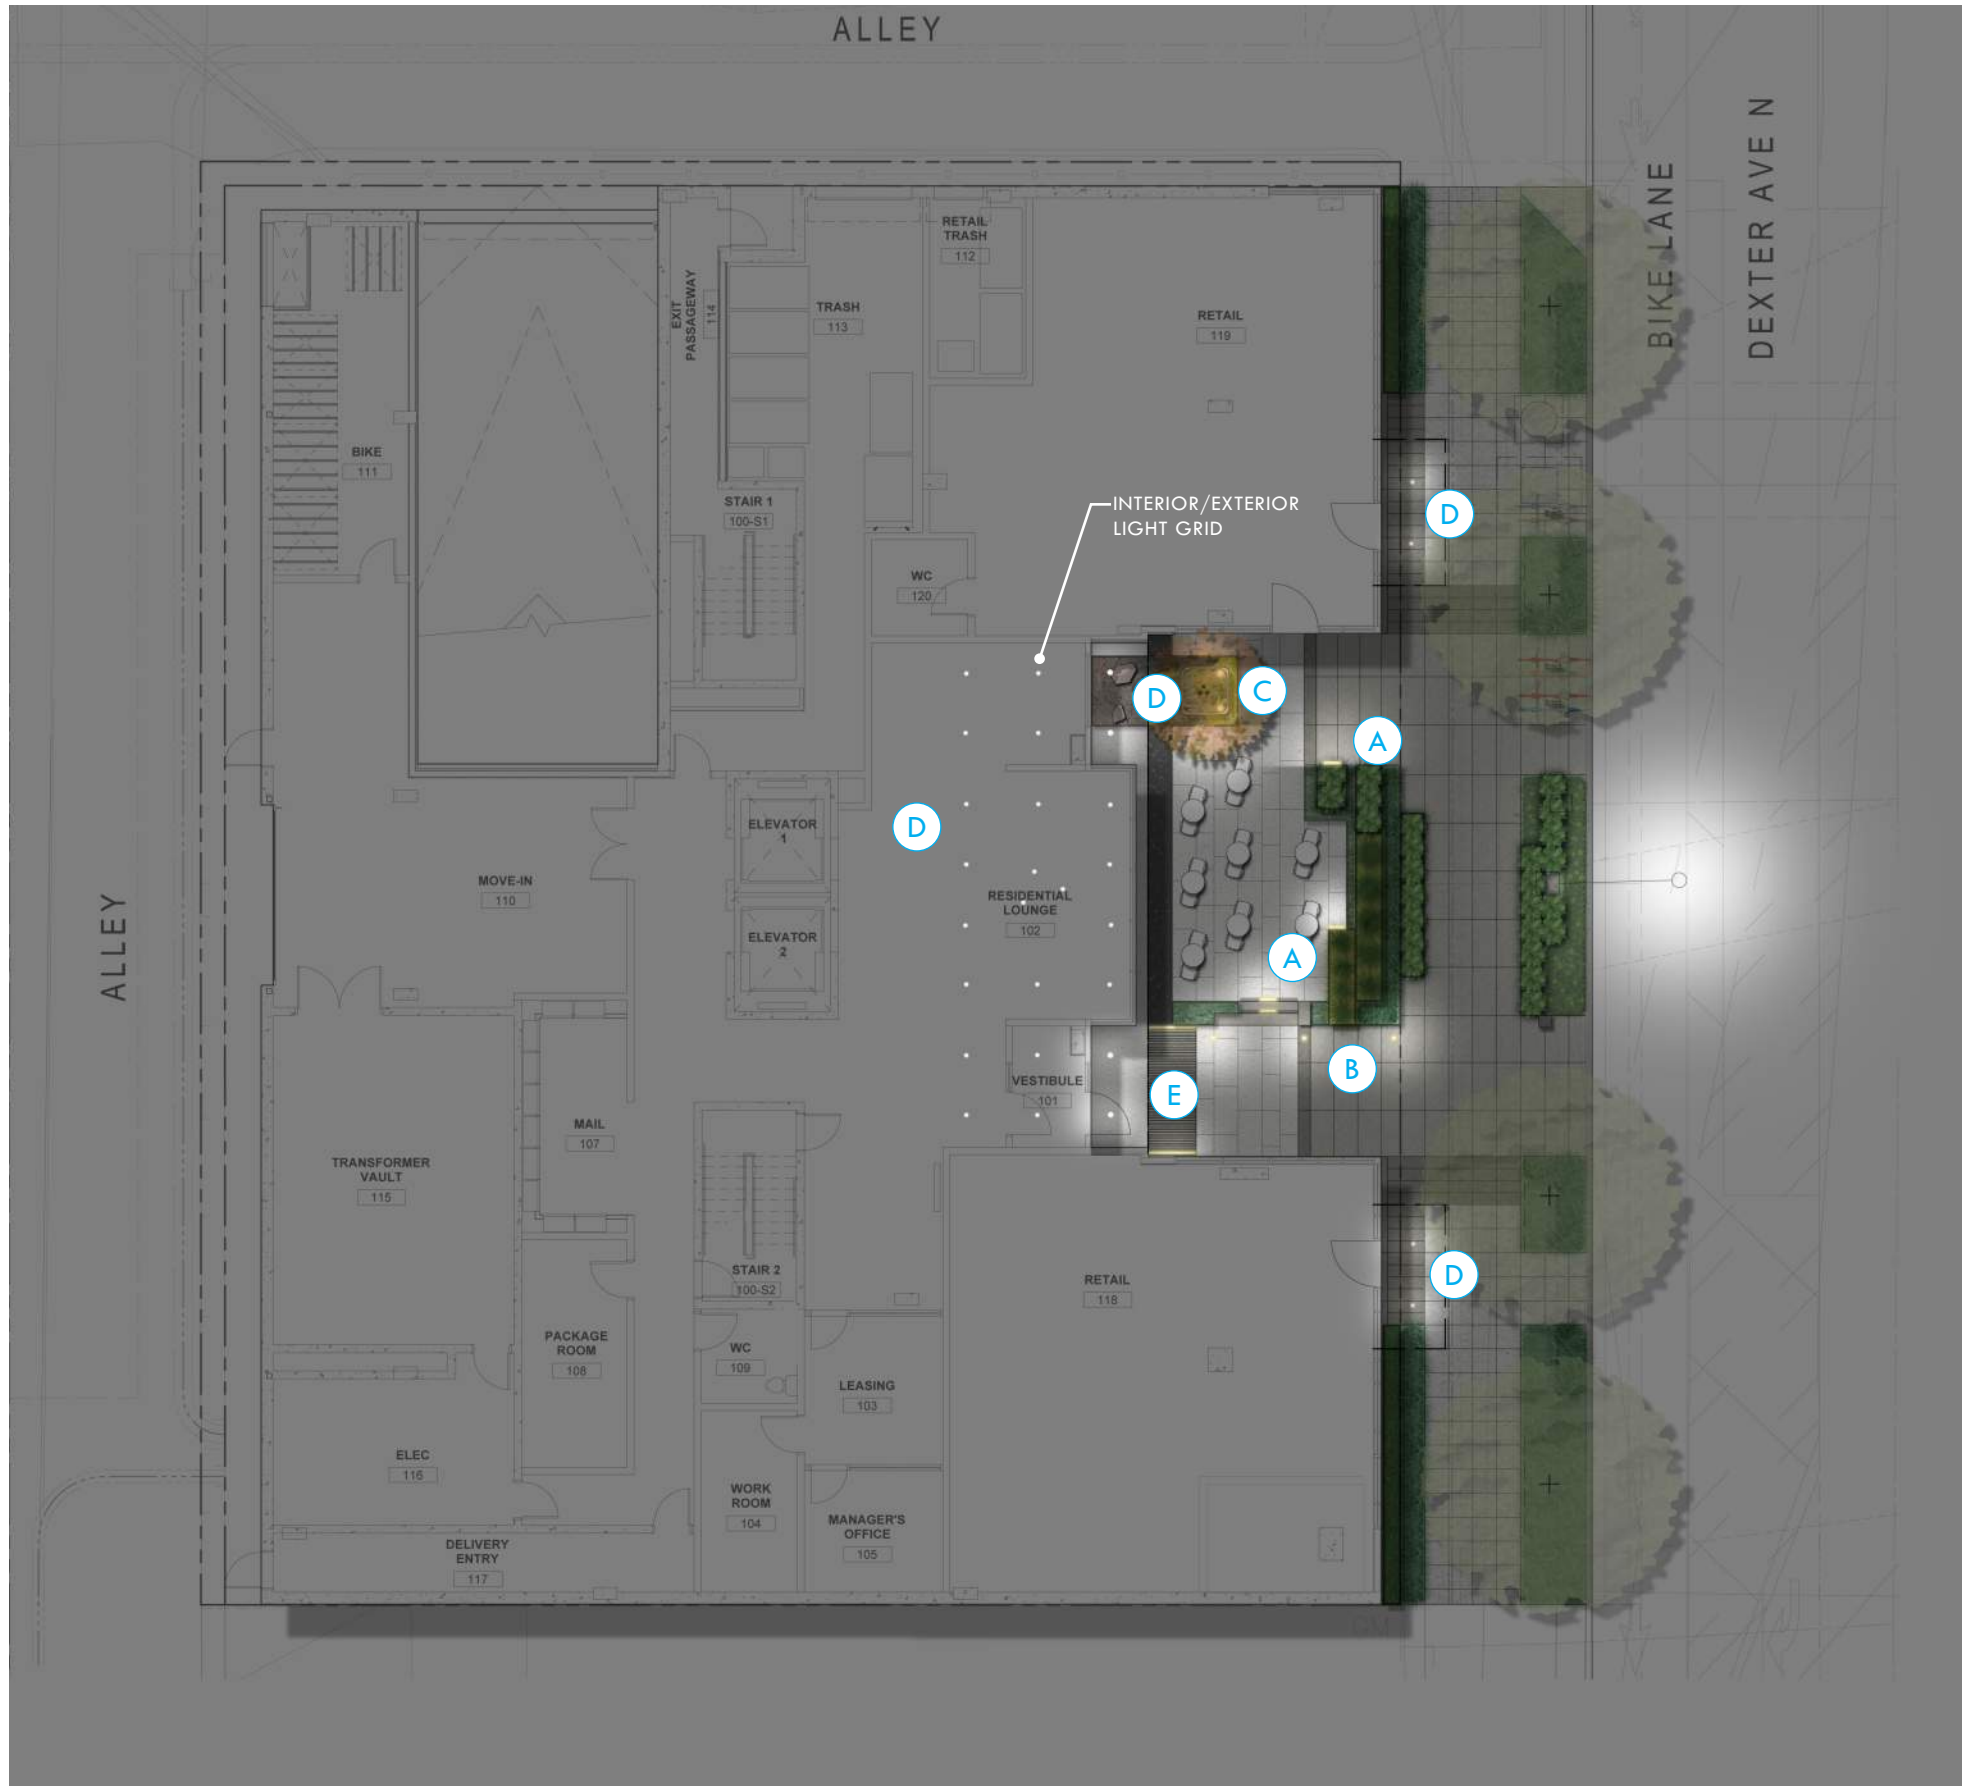 ALLEY
DEXTER AVE N
BIKE LANE
RETAIL
TRASH
112
EXIT
PASSAGEWAY
114
TRASH
113
RETAIL
119
BIKE
111
STAIR 1
100-S1
INTERIOR/EXTERIOR
LIGHT GRID
D
WC
120
D
C
A
D
ELEVATOR
1
MOVE-IN
110
RESIDENTIAL
LOUNGE
102
ELEVATOR
2
ALLEY
A
B
VESTIBULE
101
E
MAIL
107
TRANSFORMER
VAULT
115
STAIR 2
100-S2
RETAIL
118
D
PACKAGE
ROOM
108
WC
109
LEASING
103
ELEC
116
WORK
ROOM
104
MANAGER'S
OFFICE
105
DELIVERY
ENTRY
117